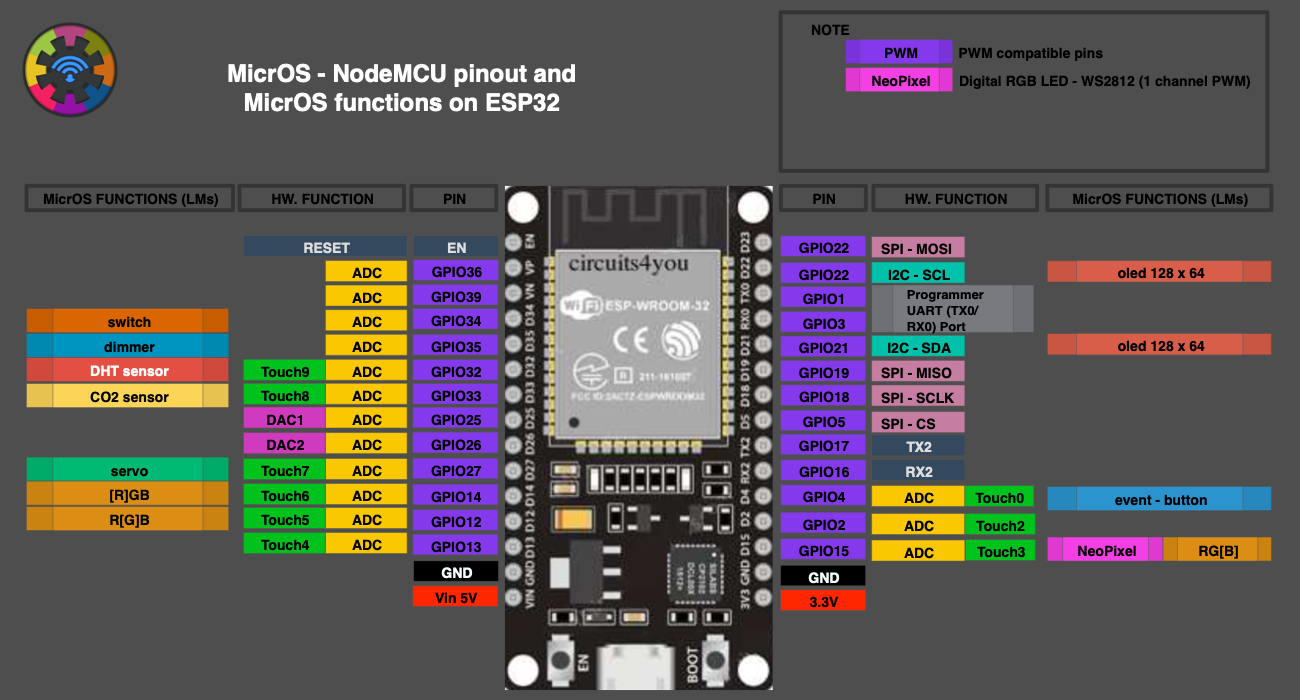 MicrOS - NodeMCU pinout and
MicrOS functions on ESP32
NOTE
PWM PWM compatible pins
NeoPixel Digital RGB LED - WS2812 (1 channel PWM)
MicrOS FUNCTIONS (LMs) HW. FUNCTION PIN
RESET EN
ADC GPIO36
ADC GPIO39
switch ADC GPIO34
dimmer ADC GPIO35
DHT sensor Touch9 ADC GPIO32
CO2 sensor Touch8 ADC GPIO33
DAC1 ADC GPIO25
DAC2 ADC GPIO26
servo Touch7 ADC GPIO27
[R]GB Touch6 ADC GPIO14
R[G]B Touch5 ADC GPIO12
Touch4 ADC GPIO13
GND
Vin 5V
EN
VP
VN
D34
D35
D32
D33
D25
D26
D27
D14
D12
D13
GND
VIN
circuits4you
WiFi ESP-WROOM-32
CE
R 211-161007
FCC ID:2AC7Z-ESPWROOM32
SILABS
CP2102
EN
BOOT
D23
D22
TX0
RX0
D21
D19
D18
D5
TX2
RX2
D4
D2
D15
GND
3V3
PIN HW. FUNCTION MicrOS FUNCTIONS (LMs)
GPIO22 SPI - MOSI
GPIO22 I2C - SCL oled 128 x 64
GPIO1 Programmer
UART (TX0/
GPIO3 RX0) Port
GPIO21 I2C - SDA oled 128 x 64
GPIO19 SPI - MISO
GPIO18 SPI - SCLK
GPIO5 SPI - CS
GPIO17 TX2
GPIO16 RX2
GPIO4 ADC Touch0 event - button
GPIO2 ADC Touch2
GPIO15 ADC Touch3 NeoPixel RG[B]
GND
3.3V